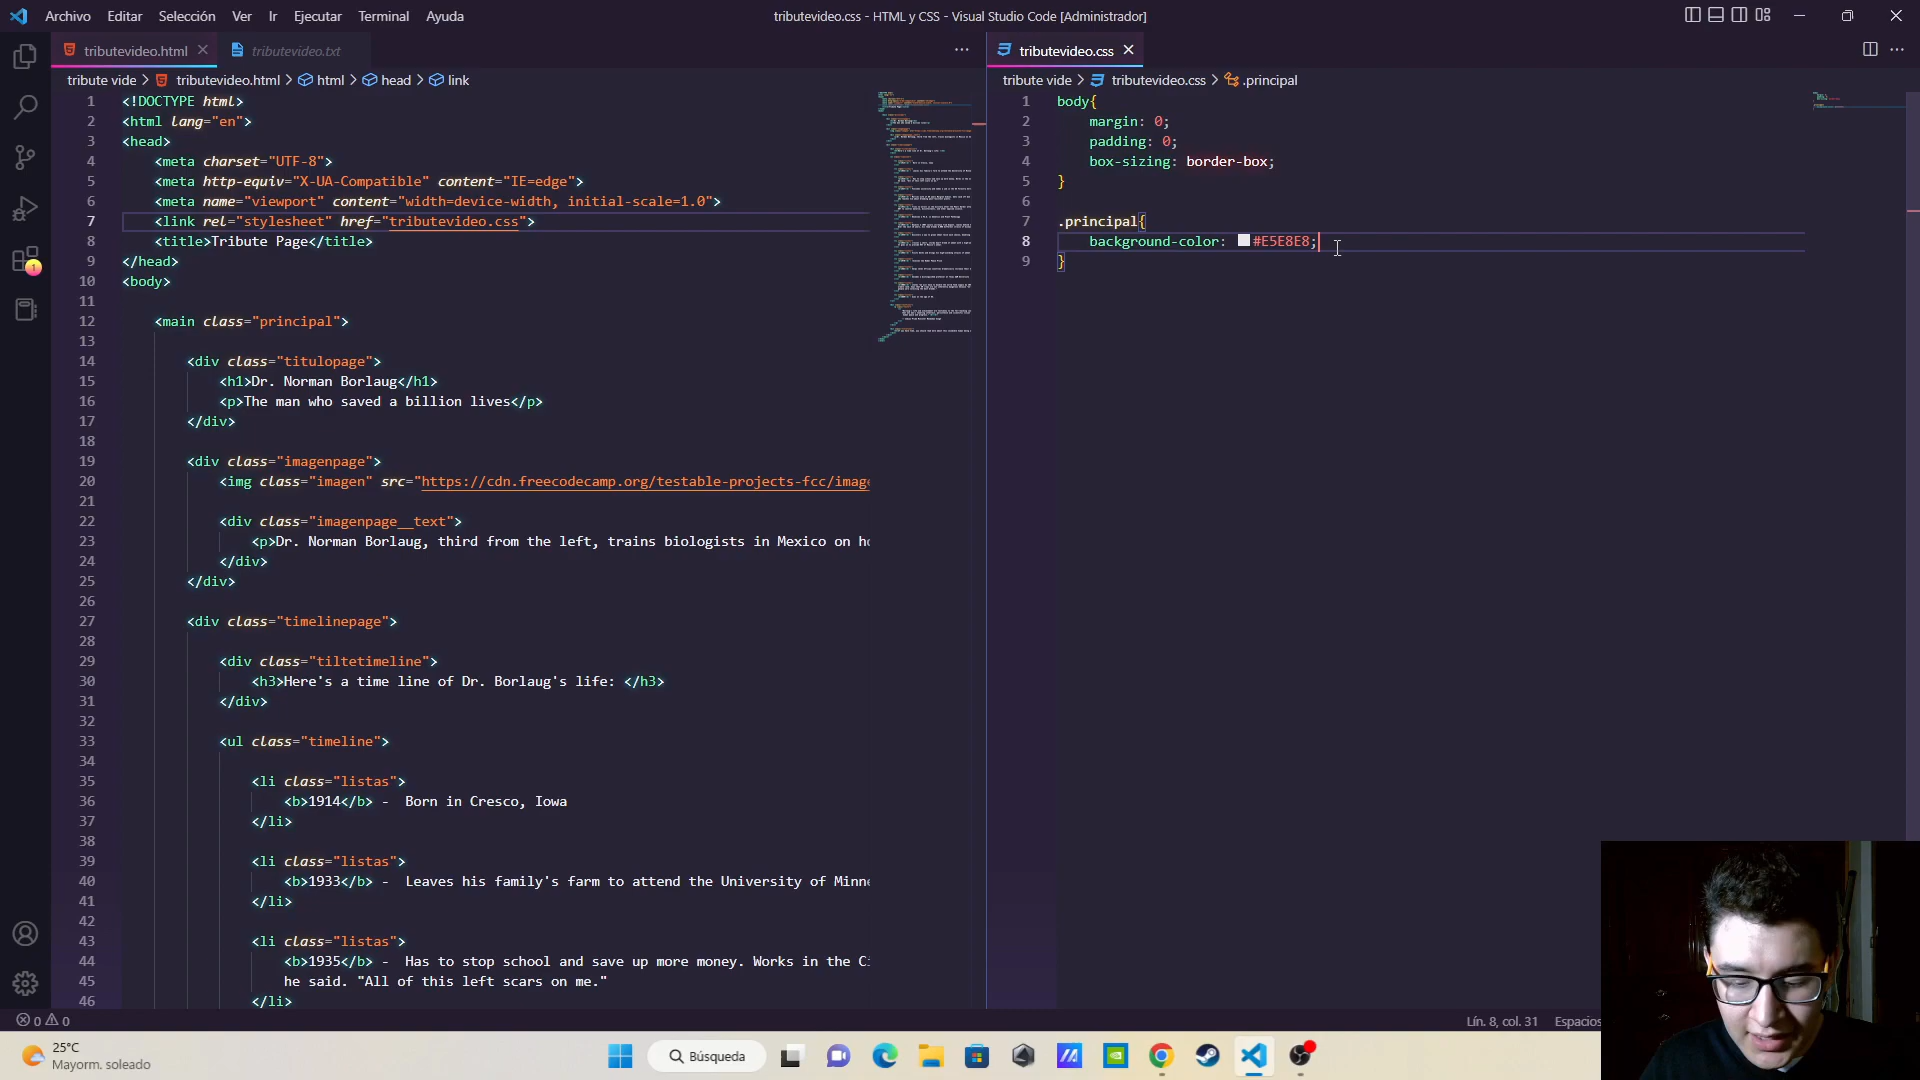 Archivo Editar Selección Ver Ir Ejecutar Terminal Ayuda
tributevideo.css - HTML y CSS - Visual Studio Code [Administrador]
tributevideo.html
tributevideo.txt
tribute vide > tributevideo.html > html > head > link
1 <!DOCTYPE html>
2 <html lang="en">
3 <head>
4 <meta charset="UTF-8">
5 <meta http-equiv="X-UA-Compatible" content="IE=edge">
6 <meta name="viewport" content="width=device-width, initial-scale=1.0">
7 <link rel="stylesheet" href="tributevideo.css">
8 <title>Tribute Page</title>
9 </head>
10 <body>
11
12 <main class="principal">
13
14 <div class="titulopage">
15 <h1>Dr. Norman Borlaug</h1>
16 <p>The man who saved a billion lives</p>
17 </div>
18
19 <div class="imagenpage">
20 <img class="imagen" src="https://cdn.freecodecamp.org/testable-projects-fcc/image
21
22 <div class="imagenpage__text">
23 <p>Dr. Norman Borlaug, third from the left, trains biologists in Mexico on ho
24 </div>
25 </div>
26
27 <div class="timelinepage">
28
29 <div class="tiltetimeline">
30 <h3>Here's a time line of Dr. Borlaug's life: </h3>
31 </div>
32
33 <ul class="timeline">
34
35 <li class="listas">
36 <b>1914</b> - Born in Cresco, Iowa
37 </li>
38
39 <li class="listas">
40 <b>1933</b> - Leaves his family's farm to attend the University of Minne
41 </li>
42
43 <li class="listas">
44 <b>1935</b> - Has to stop school and save up more money. Works in the Ci
45 he said. "All of this left scars on me."
46 </li>
tributevideo.css
tribute vide > tributevideo.css > .principal
1 body{
2 margin: 0;
3 padding: 0;
4 box-sizing: border-box;
5 }
6
7 .principal{
8 background-color: #E5E8E8;
9 }
0 0
Lín. 8, col. 31 Espacios
25°C
Mayorm. soleado
Búsqueda
1